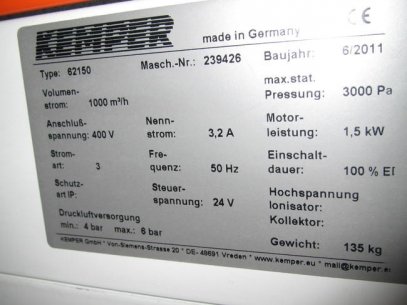 KEMPER made in Germany CE
Type: 62150 Masch.-Nr.: 239426 Baujahr: 6/2011
Volumen-
strom: 1000 m³/h
max.stat.
Pressung: 3000 Pa
Anschluß-
spannung: 400 V
Nenn-
strom: 3,2 A
Motor-
leistung: 1,5 kW
Strom-
art: 3
Fre-
quenz: 50 Hz
Einschalt-
dauer: 100 % ED
Schutz-
art IP:
Steuer-
spannung: 24 V
Hochspannung
Ionisator:
Kollektor:
Druckluftversorgung
min.: 4 bar max.: 6 bar
Gewicht: 135 kg
KEMPER GmbH * Von-Siemens-Strasse 20 * DE- 48691 Vreden * www.kemper.eu * mail@kemper.eu